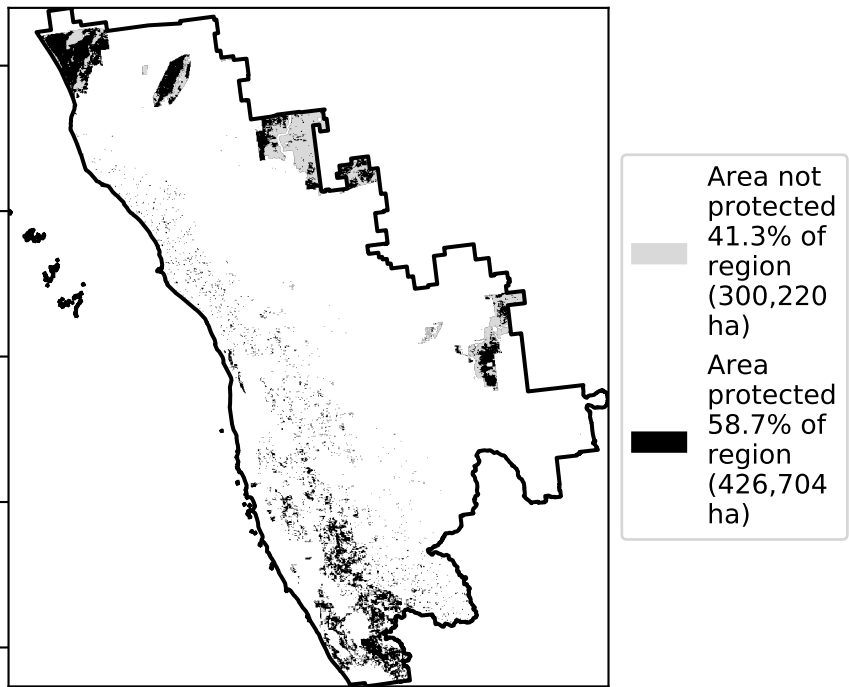 Area not
protected
41.3% of
region
(300,220
ha)
Area
protected
58.7% of
region
(426,704
ha)